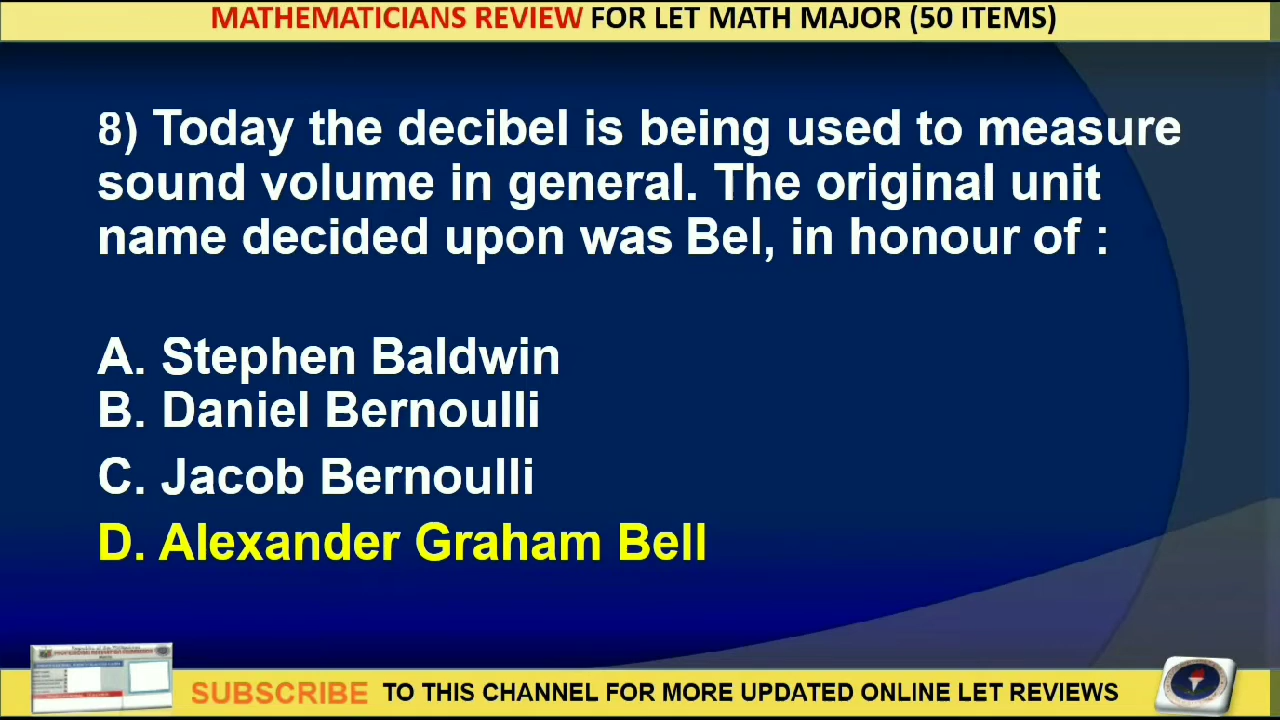 MATHEMATICIANS REVIEW FOR LET MATH MAJOR (50 ITEMS)
8) Today the decibel is being used to measure
sound volume in general. The original unit
name decided upon was Bel, in honour of :
A. Stephen Baldwin
B. Daniel Bernoulli
C. Jacob Bernoulli
D. Alexander Graham Bell
SUBSCRIBE TO THIS CHANNEL FOR MORE UPDATED ONLINE LET REVIEWS